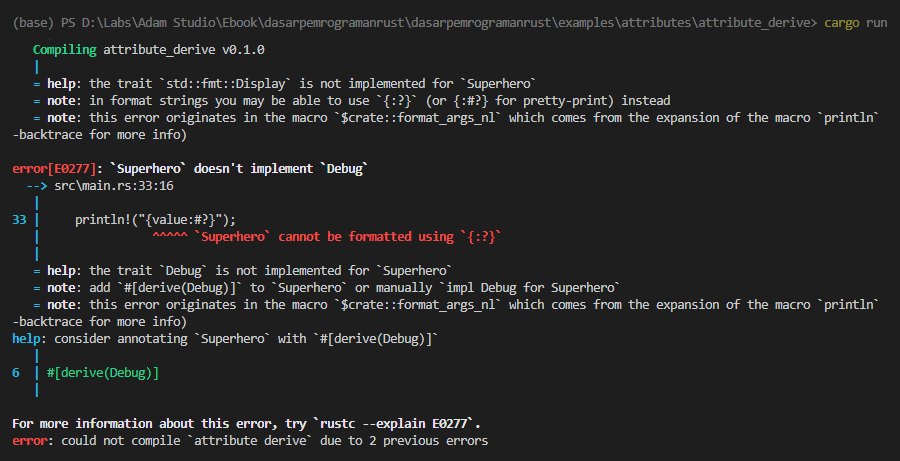 (base) PS D:\Labs\Adam Studio\Ebook\dasarpemrogramanrust\dasarpemrogramanrust\examples\attributes\attribute_derive> cargo run
   Compiling attribute_derive v0.1.0
   |
   = help: the trait `std::fmt::Display` is not implemented for `Superhero`
   = note: in format strings you may be able to use `{:?}` (or {:#?} for pretty-print) instead
   = note: this error originates in the macro `$crate::format_args_nl` which comes from the expansion of the macro `println`
-backtrace for more info)
error[E0277]: `Superhero` doesn't implement `Debug`
  --> src\main.rs:33:16
   |
33 |     println!("{value:#?}");
   |               ^^^^^ `Superhero` cannot be formatted using `{:?}`
   |
   = help: the trait `Debug` is not implemented for `Superhero`
   = note: add `#[derive(Debug)]` to `Superhero` or manually `impl Debug for Superhero`
   = note: this error originates in the macro `$crate::format_args_nl` which comes from the expansion of the macro `println`
-backtrace for more info)
help: consider annotating `Superhero` with `#[derive(Debug)]`
   |
6  | #[derive(Debug)]
   |
For more information about this error, try `rustc --explain E0277`.
error: could not compile `attribute derive` due to 2 previous errors